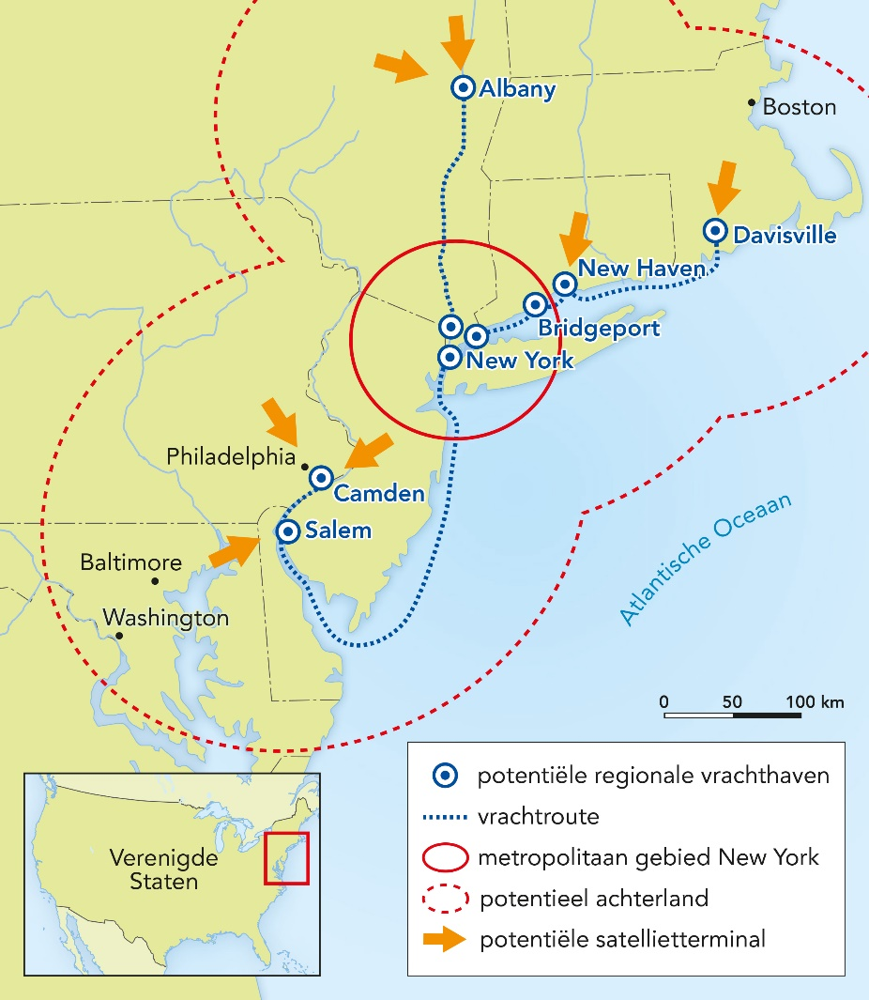 Albany
Boston
Davisville
New Haven
Bridgeport
New York
Philadelphia
Camden
Salem
Baltimore
Washington
Atlantische Oceaan
0 50 100 km
potentiële regionale vrachthaven
vrachtroute
metropolitaan gebied New York
potentieel achterland
potentiële satellietterminal
Verenigde
Staten